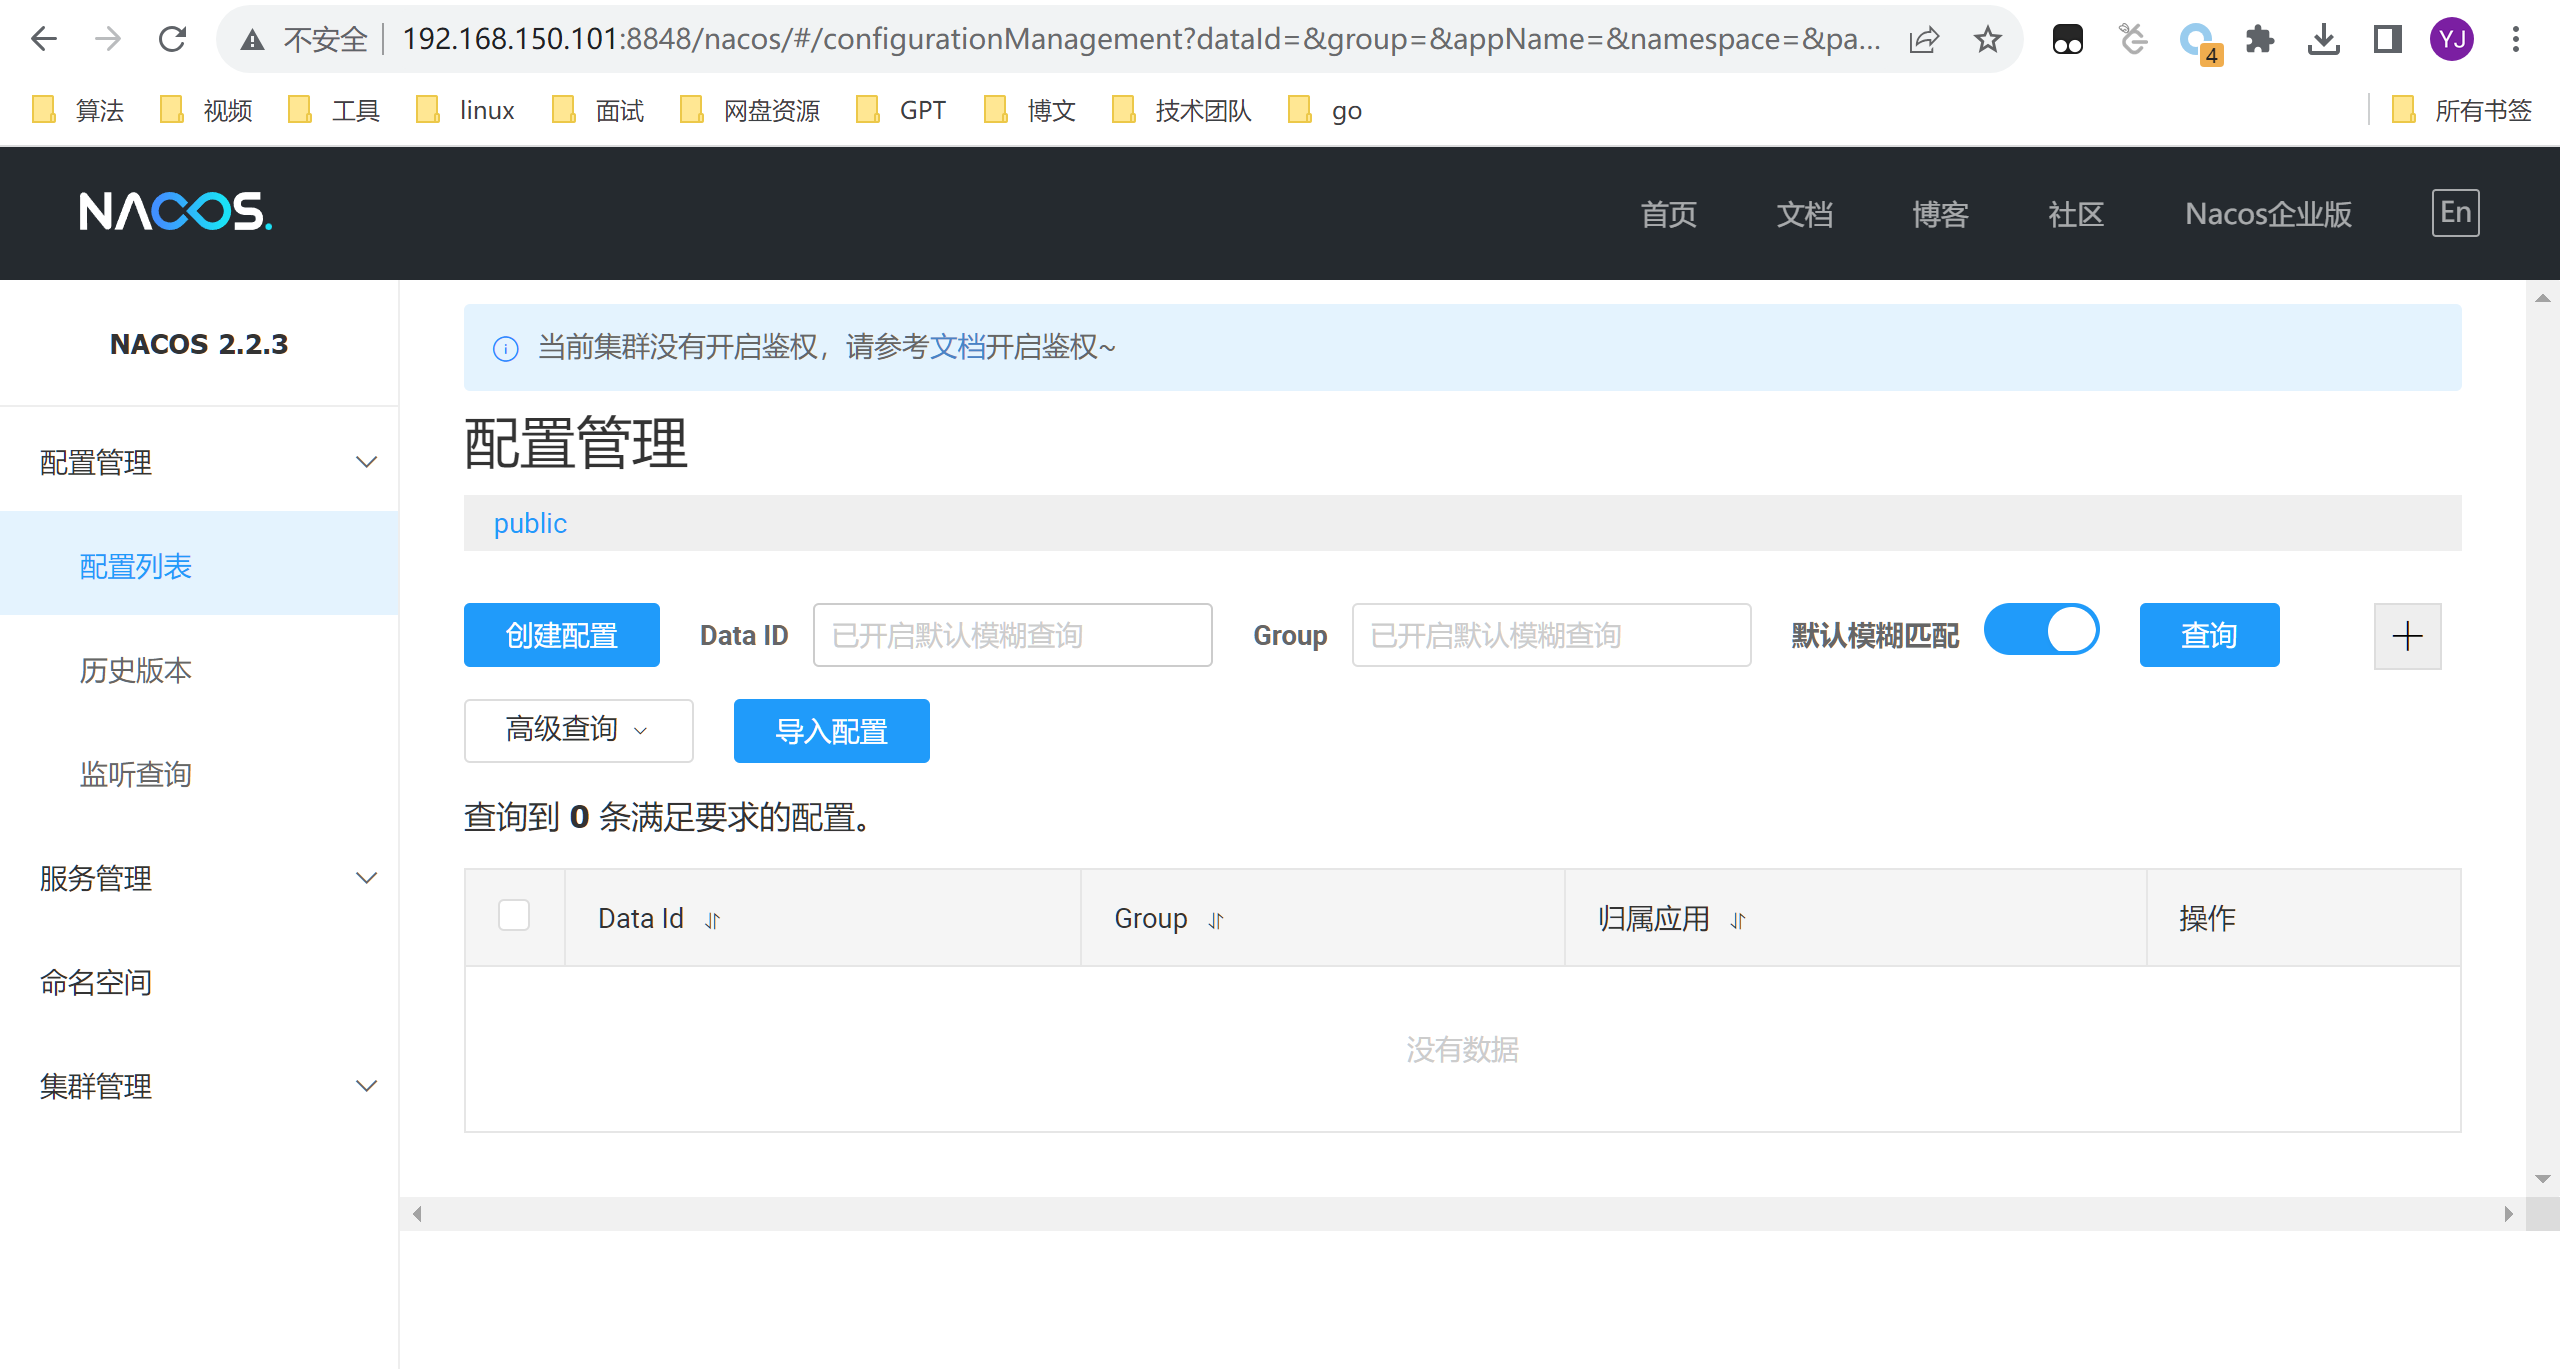 不安全 192.168.150.101:8848/nacos/#/configurationManagement?dataId=&group=&appName=&namespace=&pa...
4
YJ
算法 视频 工具 linux 面试 网盘资源 GPT 博文 技术团队 go 所有书签
NACOS.
首页 文档 博客 社区 Nacos企业版 En
NACOS 2.2.3
配置管理
配置列表
历史版本
监听查询
服务管理
命名空间
集群管理
当前集群没有开启鉴权，请参考文档开启鉴权~
配置管理
public
创建配置 Data ID 已开启默认模糊查询 Group 已开启默认模糊查询 默认模糊匹配 查询
高级查询 导入配置
查询到 0 条满足要求的配置。
Data Id Group 归属应用 操作
没有数据